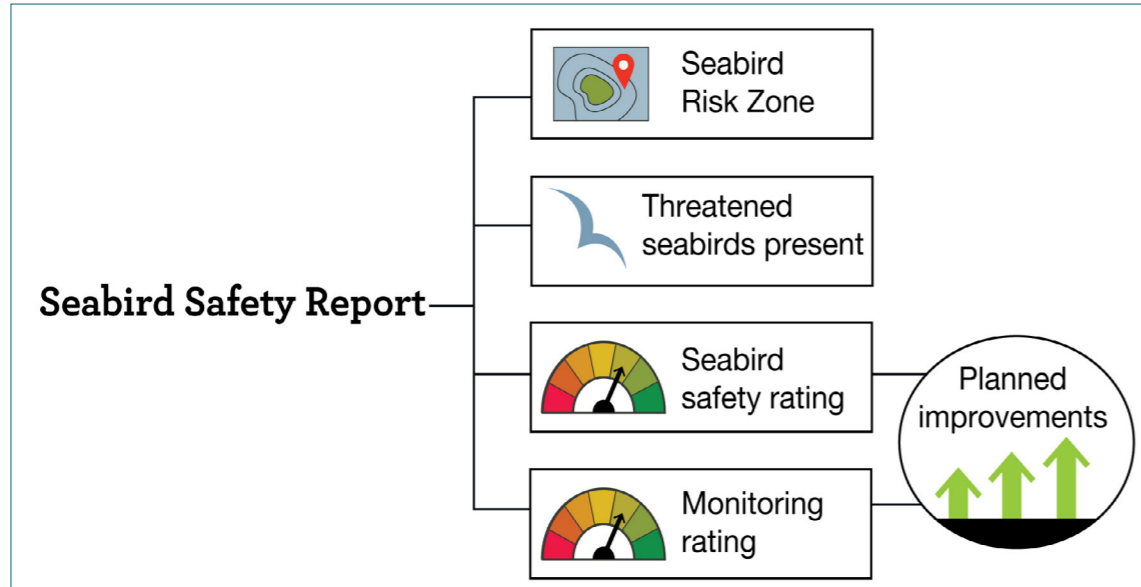 Seabird
Risk Zone
Threatened
seabirds present
Seabird Safety Report
Seabird
safety rating
Planned
improvements
Monitoring
rating